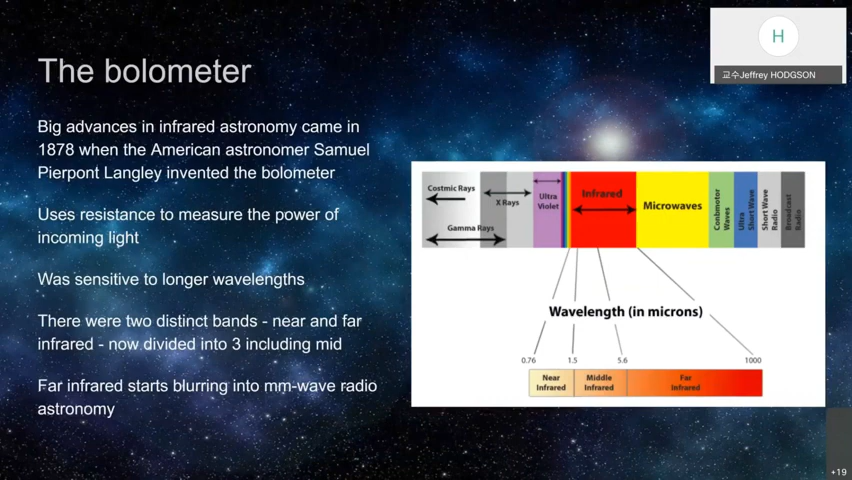 The bolometer
Big advances in infrared astronomy came in
1878 when the American astronomer Samuel
Pierpont Langley invented the bolometer
Uses resistance to measure the power of
incoming light
Was sensitive to longer wavelengths
There were two distinct bands - near and far
infrared - now divided into 3 including mid
Far infrared starts blurring into mm-wave radio
astronomy
H
교수Jeffrey HODGSON
Costmic Rays
X Rays
Gamma Rays
Ultra
Violet
Infrared
Microwaves
Conbmotor
Waves
Ultra
Short Wave
Short Wave
Radio
Broadcast
Radio
Wavelength (in microns)
0.76 1.5 5.6 1000
Near
Infrared
Middle
Infrared
Far
Infrared
+19